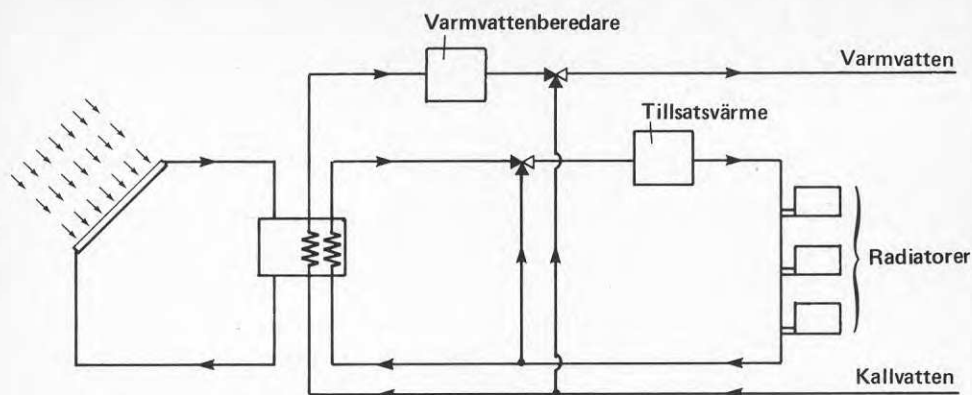 Varmvattenberedare
Varmvatten
Tillsatsvärme
Radiatorer
Kallvatten